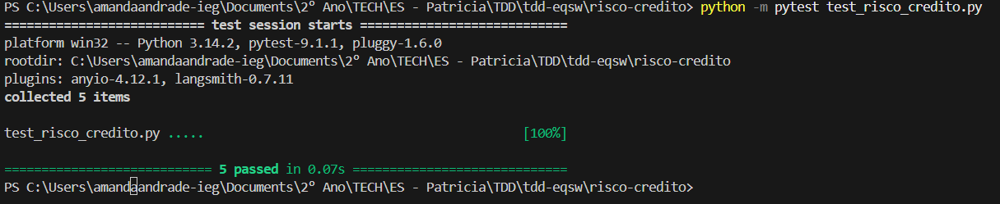 PS C:\Users\amandaandrade-ieg\Documents\2º Ano\TECH\ES - Patricia\TDD\tdd-eqsw\risco-credito> python -m pytest test_risco_credito.py
=========================== test session starts ============================
platform win32 -- Python 3.14.2, pytest-9.1.1, pluggy-1.6.0
rootdir: C:\Users\amandaandrade-ieg\Documents\2º Ano\TECH\ES - Patricia\TDD\tdd-eqsw\risco-credito
plugins: anyio-4.12.1, langsmith-0.7.11
collected 5 items
test_risco_credito.py ..... [100%]
============================ 5 passed in 0.07s =============================
PS C:\Users\amandaandrade-ieg\Documents\2º Ano\TECH\ES - Patricia\TDD\tdd-eqsw\risco-credito>